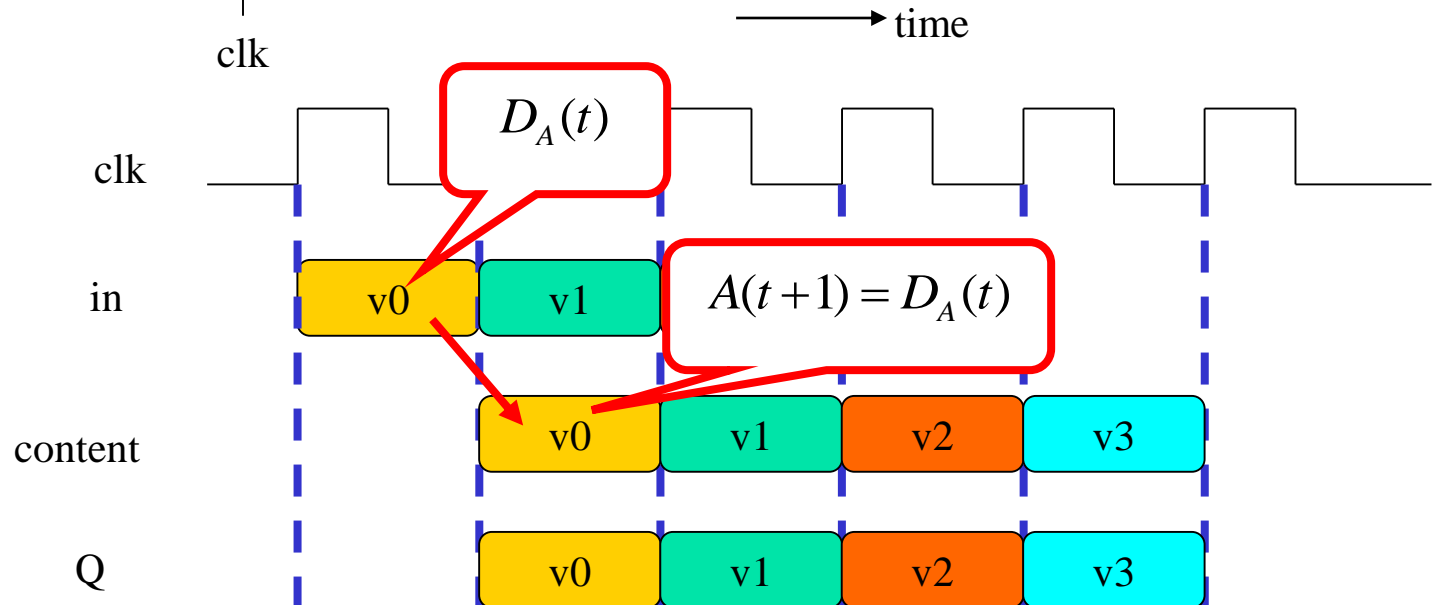 time
clk
D_A(t)
clk
in v0 v1 A(t+1) = D_A(t)
content v0 v1 v2 v3
Q v0 v1 v2 v3